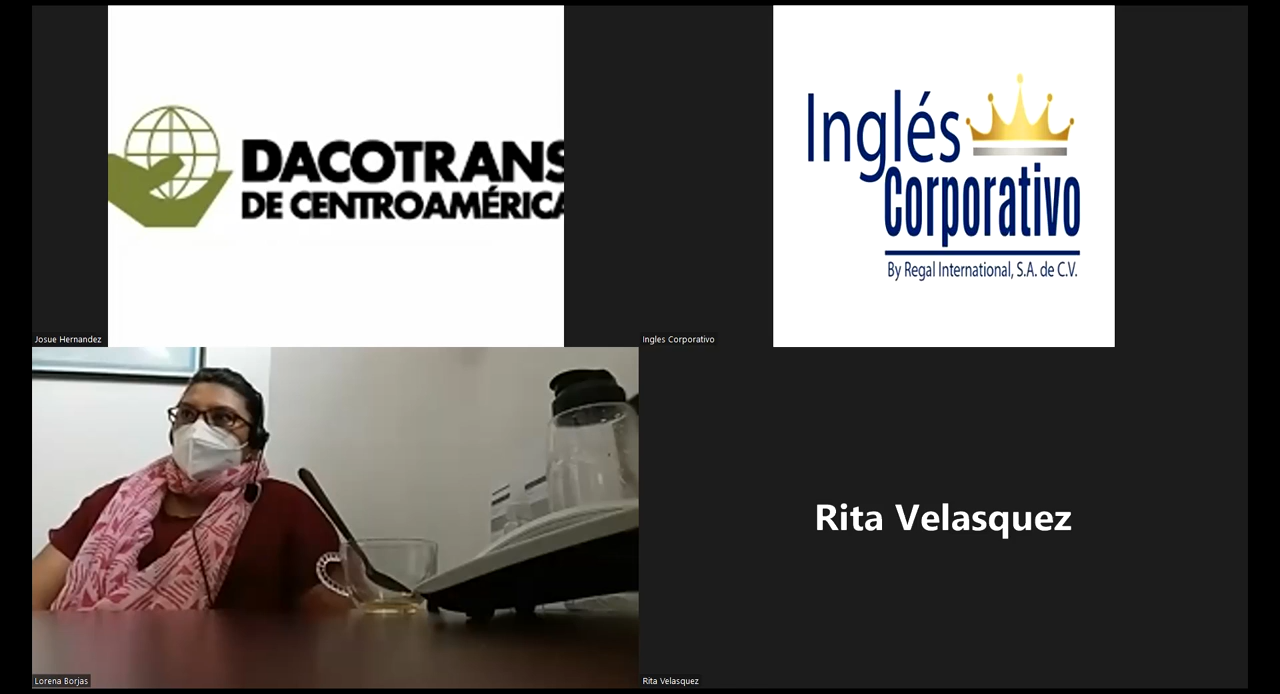 DACOTRANS
DE CENTROAMÉRICA
Josue Hernandez
Inglés
Corporativo
By Regal International, S.A. de C.V.
Ingles Corporativo
Lorena Borjas
Rita Velasquez
Rita Velasquez